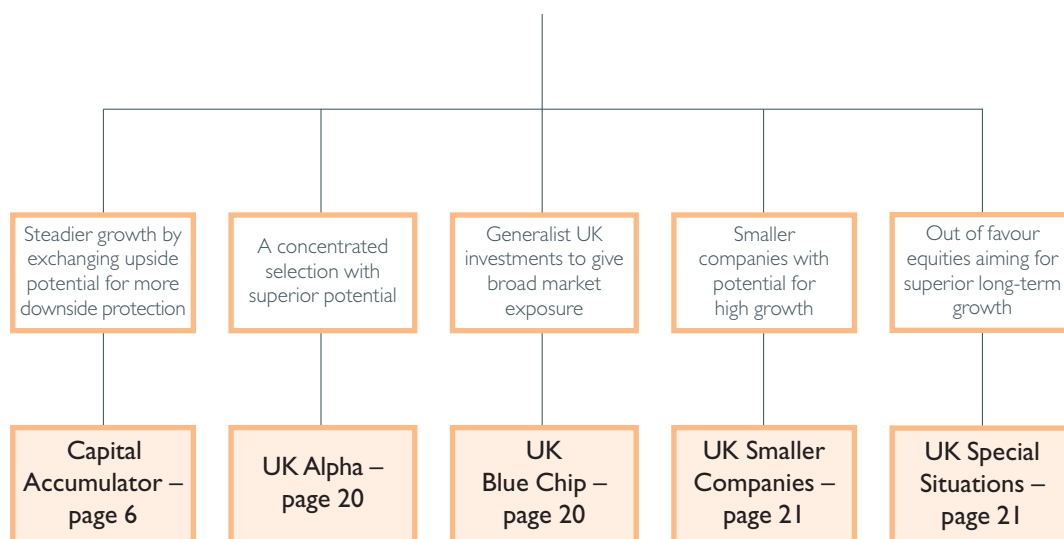 Steadier growth by
exchanging upside
potential for more
downside protection
A concentrated
selection with
superior potential
Generalist UK
investments to give
broad market
exposure
Smaller
companies with
potential for
high growth
Out of favour
equities aiming for
superior long-term
growth
Capital
Accumulator –
page 6
UK Alpha –
page 20
UK
Blue Chip –
page 20
UK Smaller
Companies –
page 21
UK Special
Situations –
page 21